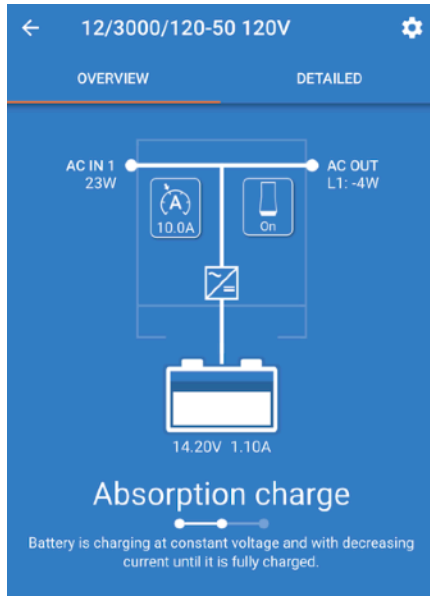 12/3000/120-50 120V
OVERVIEW DETAILED
AC IN 1
23W
AC OUT
L1: -4W
A
10.0A
On
14.20V 1.10A
Absorption charge
Battery is charging at constant voltage and with decreasing
current until it is fully charged.